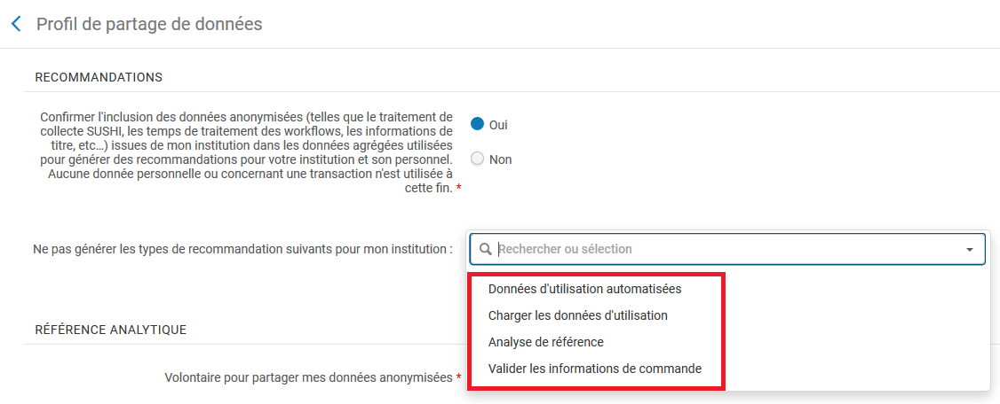 Profil de partage de données
RECOMMANDATIONS
Confirmer l'inclusion des données anonymisées (telles que le traitement de
collecte SUSHI, les temps de traitement des workflows, les informations de
titre, etc…) issues de mon institution dans les données agrégées utilisées
pour générer des recommandations pour votre institution et son personnel.
Aucune donnée personnelle ou concernant une transaction n'est utilisée à
cette fin. *
Oui
Non
Ne pas générer les types de recommandation suivants pour mon institution :
Rechercher ou sélection
Données d'utilisation automatisées
Charger les données d'utilisation
Analyse de référence
Valider les informations de commande
RÉFÉRENCE ANALYTIQUE
Volontaire pour partager mes données anonymisées *